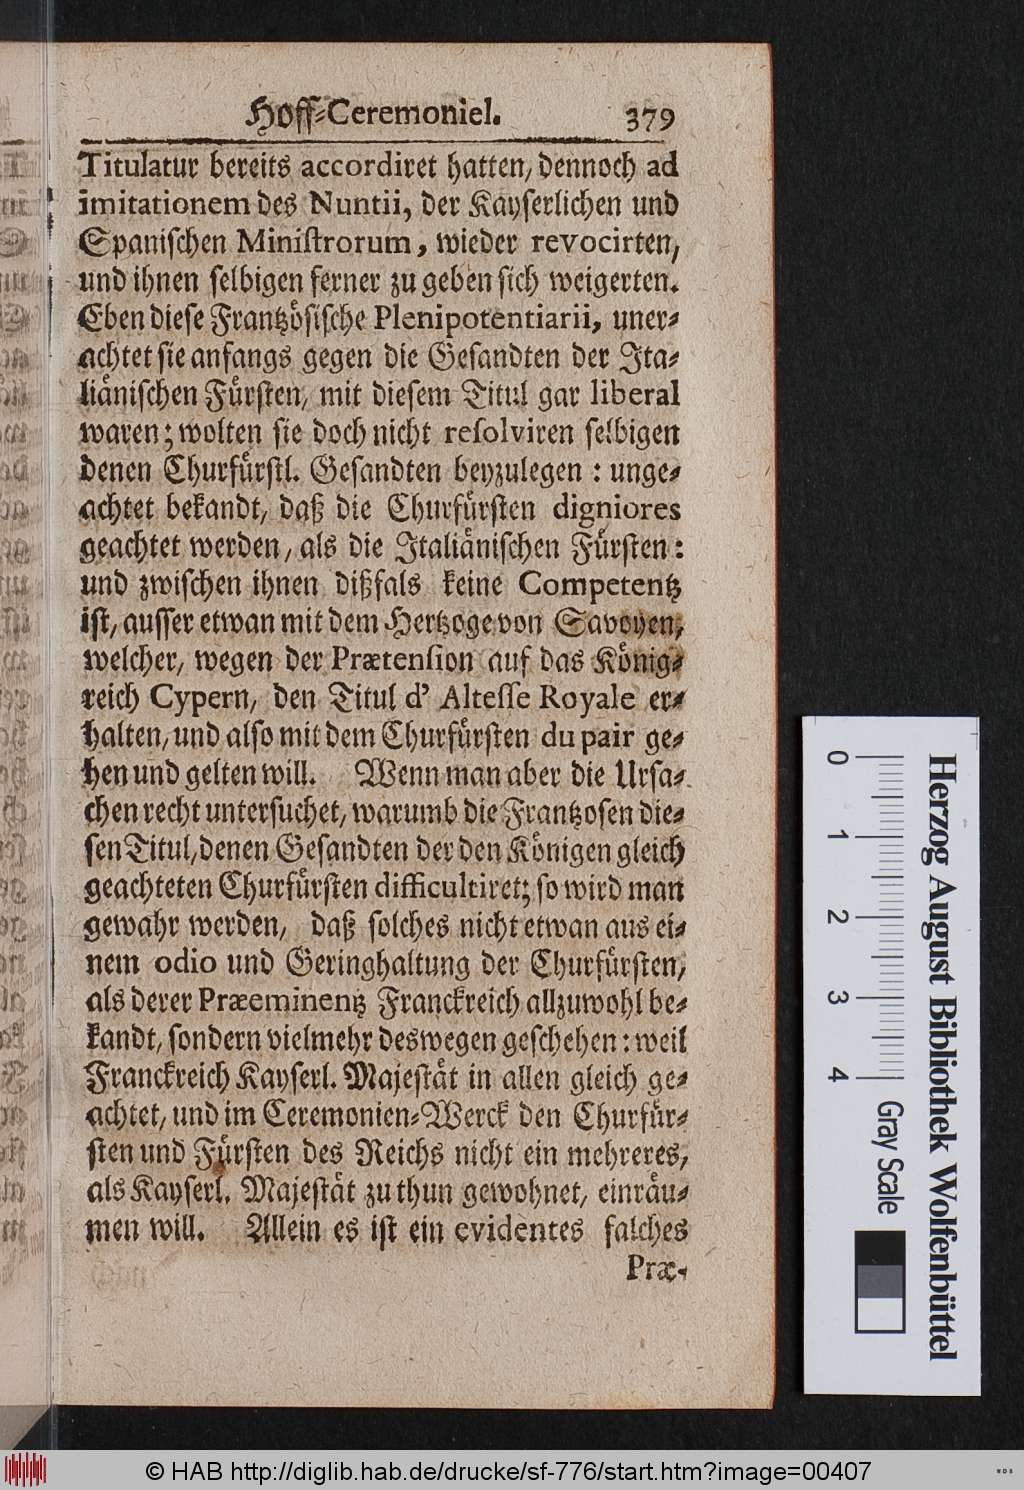 Hoff-Ceremoniel. 379
Titulatur bereits accordiret hatten, dennoch ad
imitationem des Nuntii, der Kayserlichen und
Spanischen Ministrorum, wieder revocirten,
und ihnen selbigen ferner zu geben sich weigerten.
Eben diese Frantzösische Plenipotentiarii, uner-
achtet sie anfangs gegen die Gesandten der Ita-
liänischen Fürsten, mit diesem Titul gar liberal
waren; wolten sie doch nicht resolviren selbigen
denen Churfürstl. Gesandten beyzulegen: unge-
achtet bekandt, daß die Churfürsten digniores
geachtet werden, als die Italiänischen Fürsten:
und zwischen ihnen dißfals keine Competentz
ist, ausser etwan mit dem Hertzoge von Savoyen,
welcher, wegen der Prætension auf das König-
reich Cypern, den Titul d' Altesse Royale er-
halten, und also mit dem Churfürsten du pair ge-
hen und gelten will. Wenn man aber die Ursa-
chen recht untersuchet, warumb die Frantzosen die-
sen Titul, denen Gesandten der den Königen gleich
geachteten Churfürsten difficultiret; so wird man
gewahr werden, daß solches nicht etwan aus ei-
nem odio und Geringhaltung der Churfürsten,
als derer Præeminentz Franckreich allzuwohl be-
kandt, sondern vielmehr deswegen geschehen: weil
Franckreich Kayserl. Majestät in allen gleich ge-
achtet, und im Ceremonien-Werck den Churfür-
sten und Fürsten des Reichs nicht ein mehreres,
als Kayserl. Majestät zu thun gewohnet, einräu-
men will. Allein es ist ein evidentes falches
Præ-
Herzog August Bibliothek Wolfenbüttel
0 1 2 3 4 Gray Scale
© HAB http://diglib.hab.de/drucke/sf-776/start.htm?image=00407